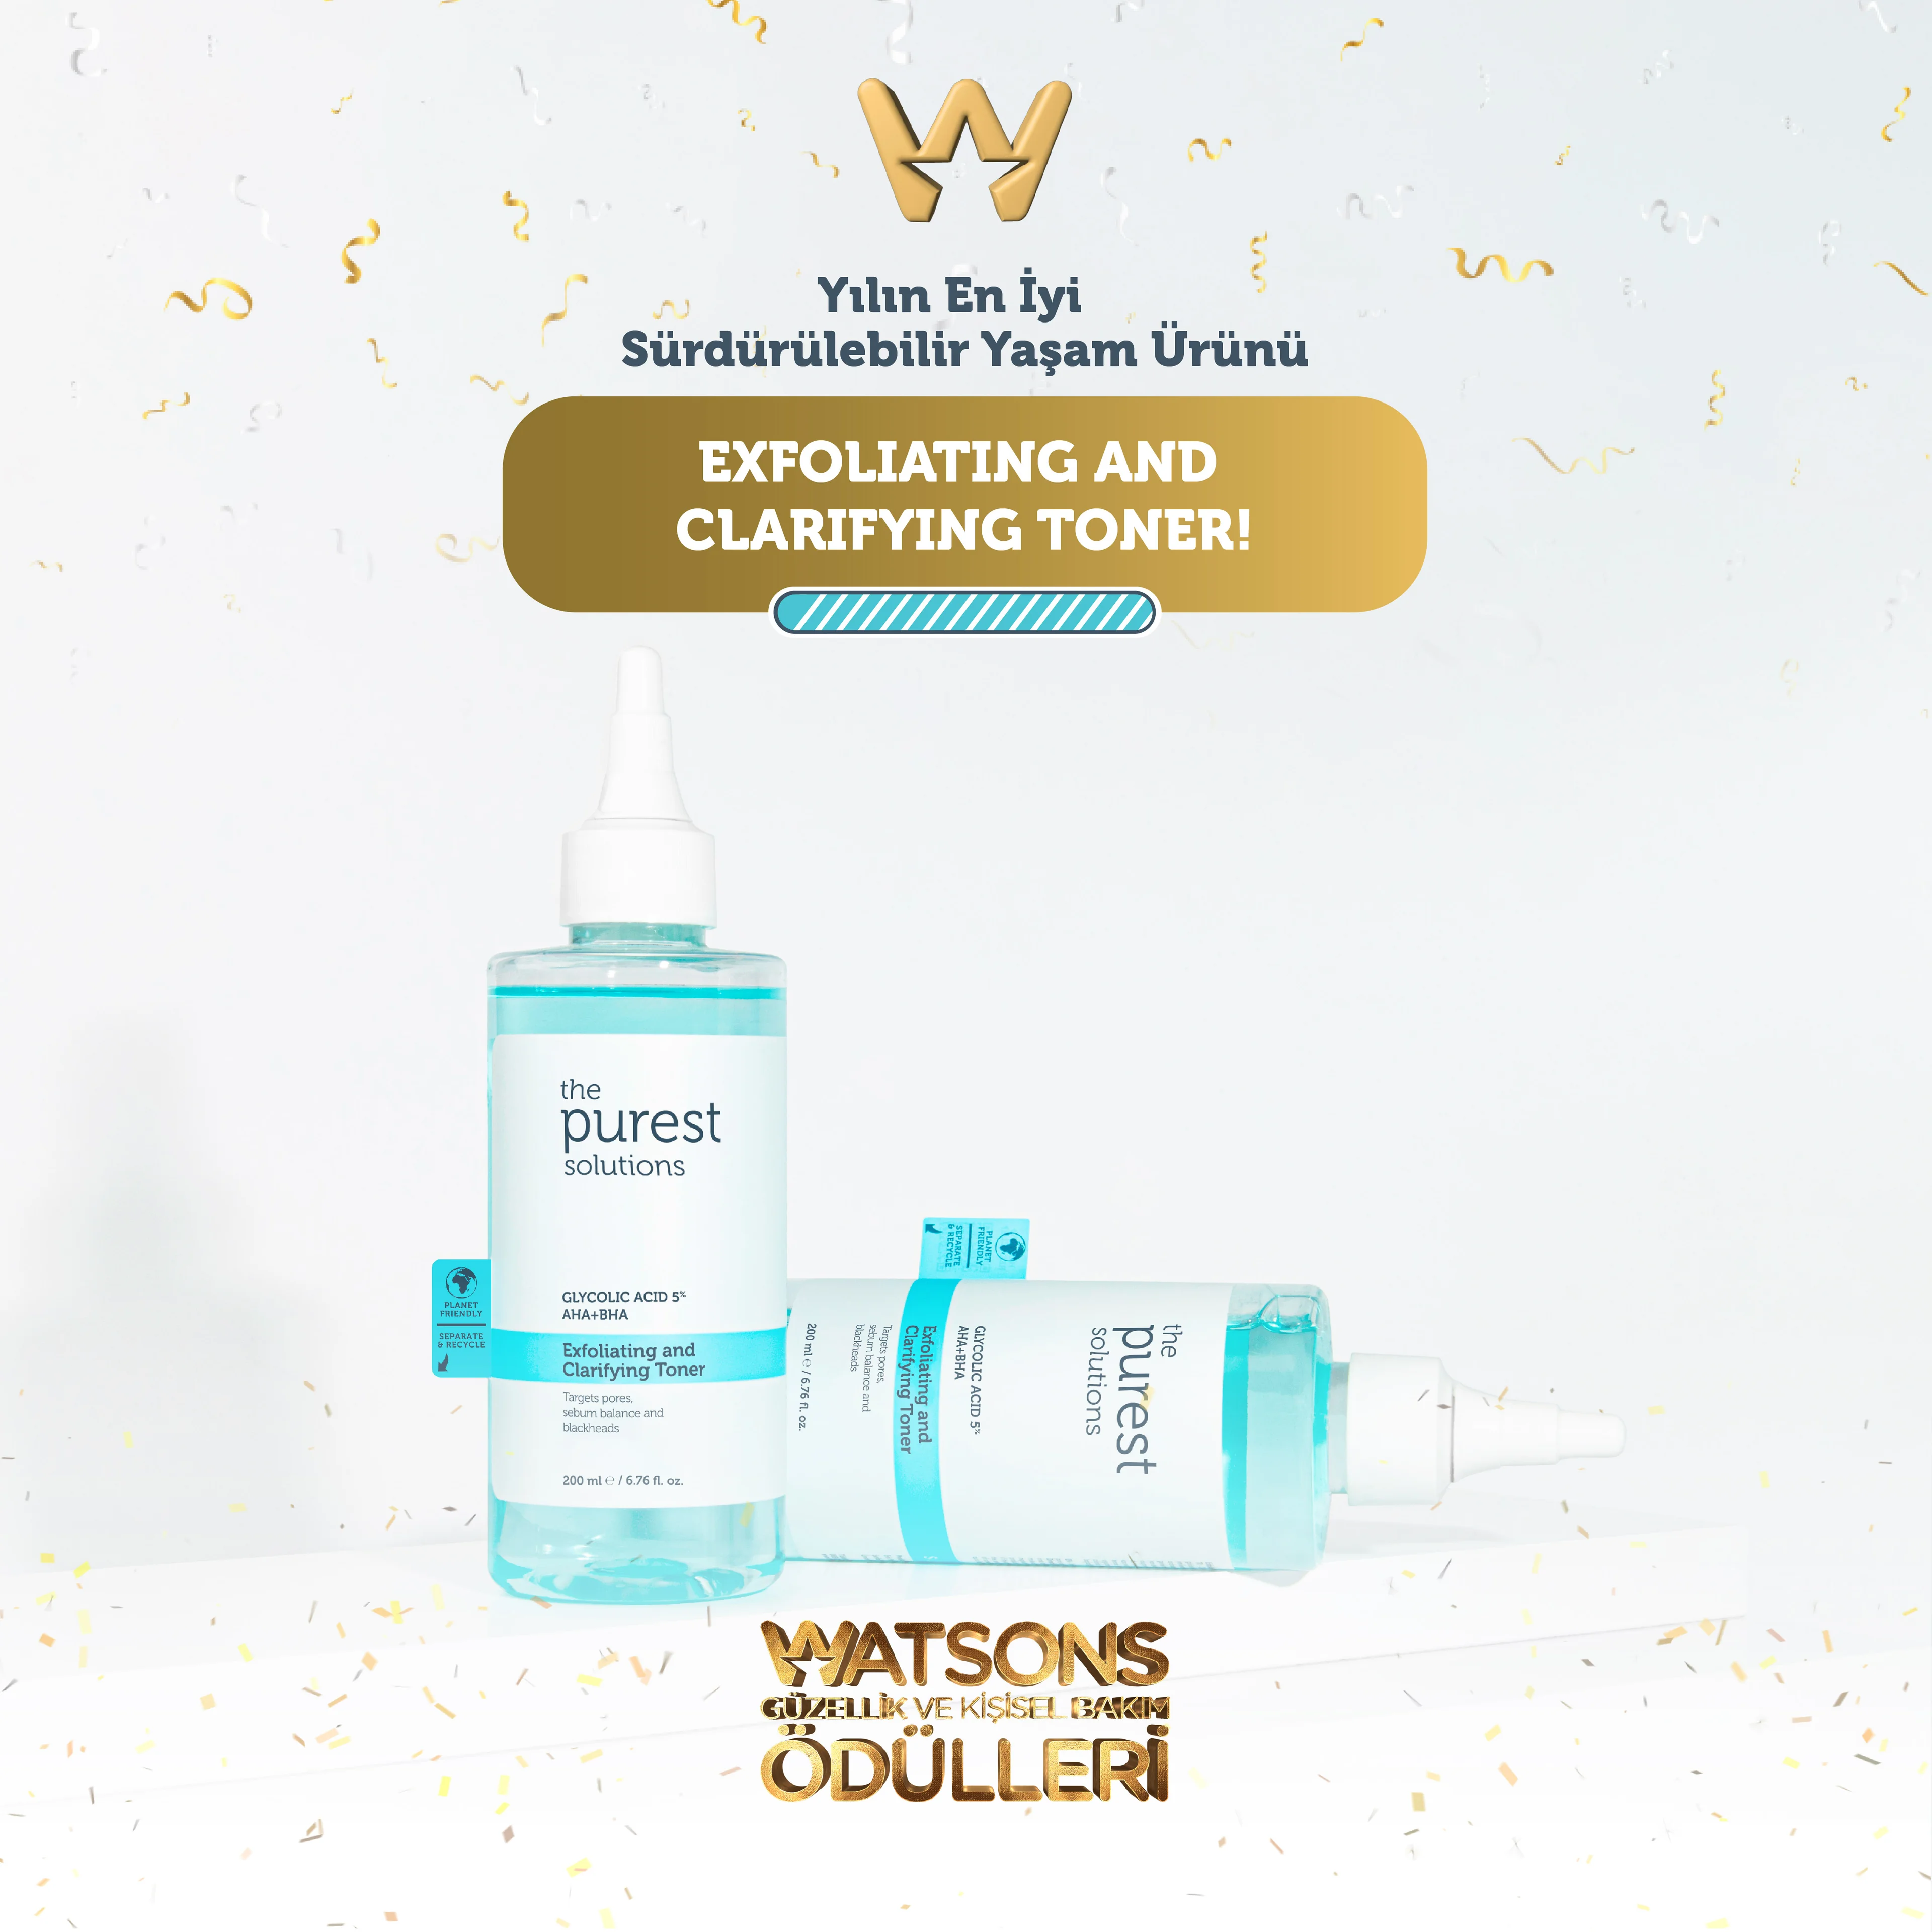 Yılın En İyi
Sürdürülebilir Yaşam Ürünü
EXFOLIATING AND
CLARIFYING TONER!
the
purest
solutions
GLYCOLIC ACID 5%
AHA+BHA
PLANET
FRIENDLY
SEPARATE
& RECYCLE
Exfoliating and
Clarifying Toner
Targets pores,
sebum balance and
blackheads
200 ml ℮ / 6.76 fl. oz.
the
purest
solutions
GLYCOLIC ACID 5%
AHA+BHA
PLANET
FRIENDLY
SEPARATE
& RECYCLE
Exfoliating and
Clarifying Toner
Targets pores,
sebum balance and
blackheads
200 ml ℮ / 6.76 fl. oz.
WATSONS
GÜZELLİK VE KİŞİSEL BAKIM
ÖDÜLLERİ